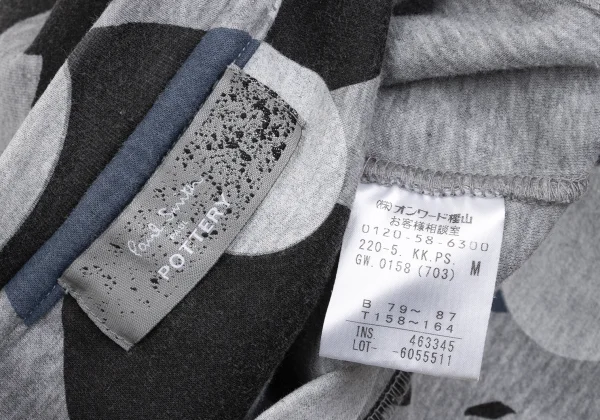 Paul Smith
POTTERY
(株)オンワード樫山
お客様相談室
0120-58-6300
220-5. KK.PS.
GW.0158 (703) M
B 79～ 87
T 158～164
INS 463345
LOT- -6055511